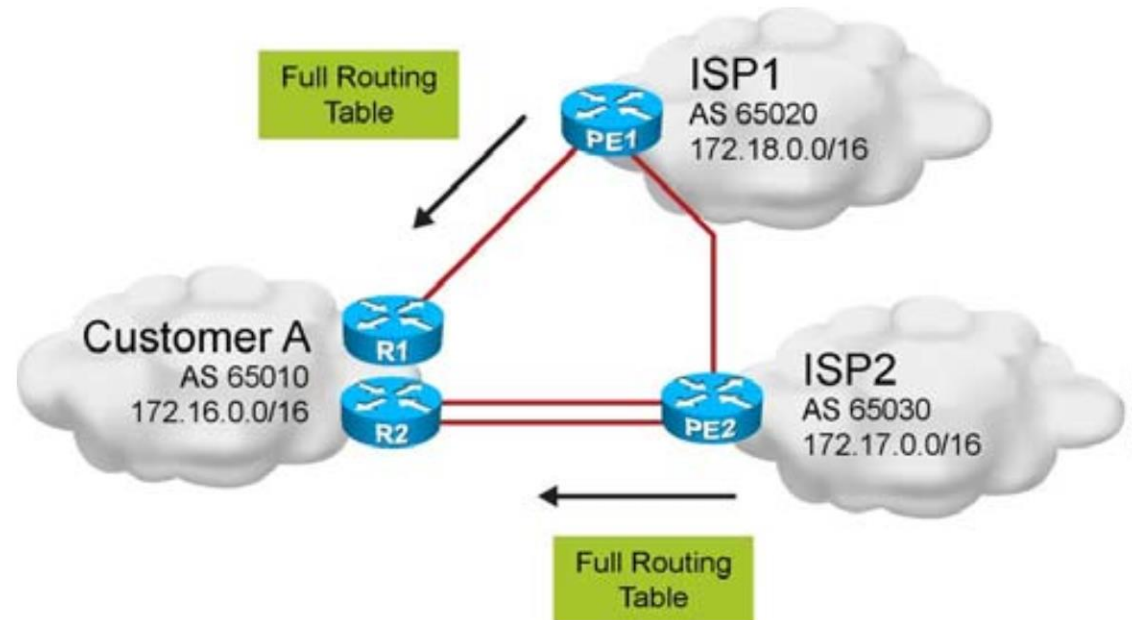 Full Routing
Table
ISP1
AS 65020
172.18.0.0/16
PE1
Customer A
AS 65010
172.16.0.0/16
R1
R2
PE2
ISP2
AS 65030
172.17.0.0/16
Full Routing
Table